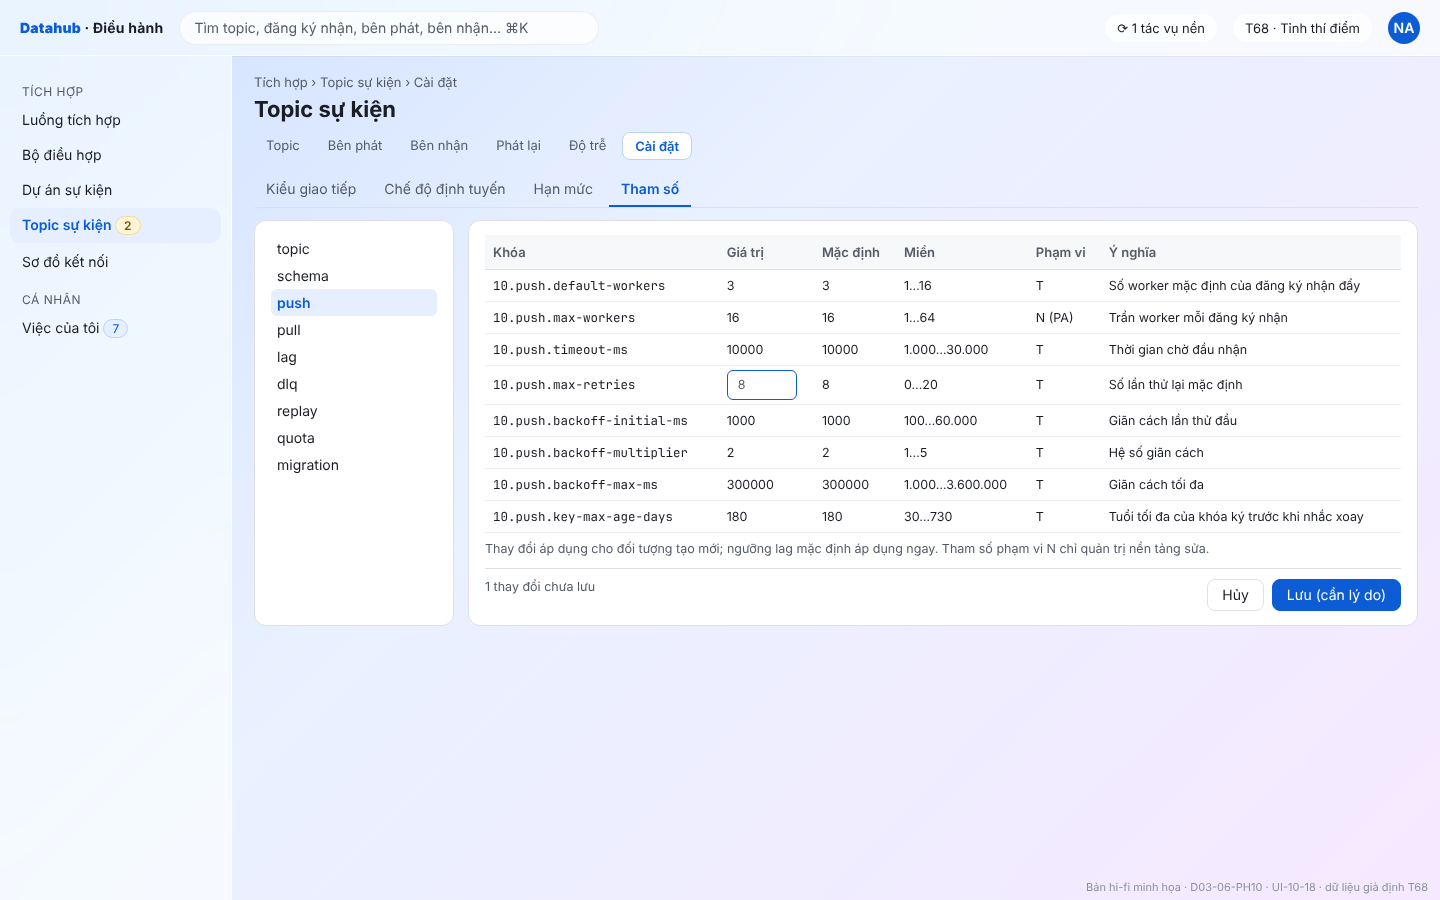 Datahub · Điều hành
Tìm topic, đăng ký nhận, bên phát, bên nhận... ⌘K
⟳ 1 tác vụ nền
T68 · Tỉnh thí điểm
NA
TÍCH HỢP
Luồng tích hợp
Bộ điều hợp
Dự án sự kiện
Topic sự kiện 2
Sơ đồ kết nối
CÁ NHÂN
Việc của tôi 7
Tích hợp › Topic sự kiện › Cài đặt
Topic sự kiện
Topic Bên phát Bên nhận Phát lại Độ trễ Cài đặt
Kiểu giao tiếp Chế độ định tuyến Hạn mức Tham số
topic
schema
push
pull
lag
dlq
replay
quota
migration
Khóa Giá trị Mặc định Miền Phạm vi Ý nghĩa
10.push.default-workers 3 3 1…16 T Số worker mặc định của đăng ký nhận đẩy
10.push.max-workers 16 16 1…64 N (PA) Trần worker mỗi đăng ký nhận
10.push.timeout-ms 10000 10000 1.000…30.000 T Thời gian chờ đầu nhận
10.push.max-retries 8 8 0…20 T Số lần thử lại mặc định
10.push.backoff-initial-ms 1000 1000 100…60.000 T Giãn cách lần thử đầu
10.push.backoff-multiplier 2 2 1…5 T Hệ số giãn cách
10.push.backoff-max-ms 300000 300000 1.000…3.600.000 T Giãn cách tối đa
10.push.key-max-age-days 180 180 30…730 T Tuổi tối đa của khóa ký trước khi nhắc xoay
Thay đổi áp dụng cho đối tượng tạo mới; ngưỡng lag mặc định áp dụng ngay. Tham số phạm vi N chỉ quản trị nền tảng sửa.
1 thay đổi chưa lưu
Hủy
Lưu (cần lý do)
Bản hi-fi minh họa · D03-06-PH10 · UI-10-18 · dữ liệu giả định T68